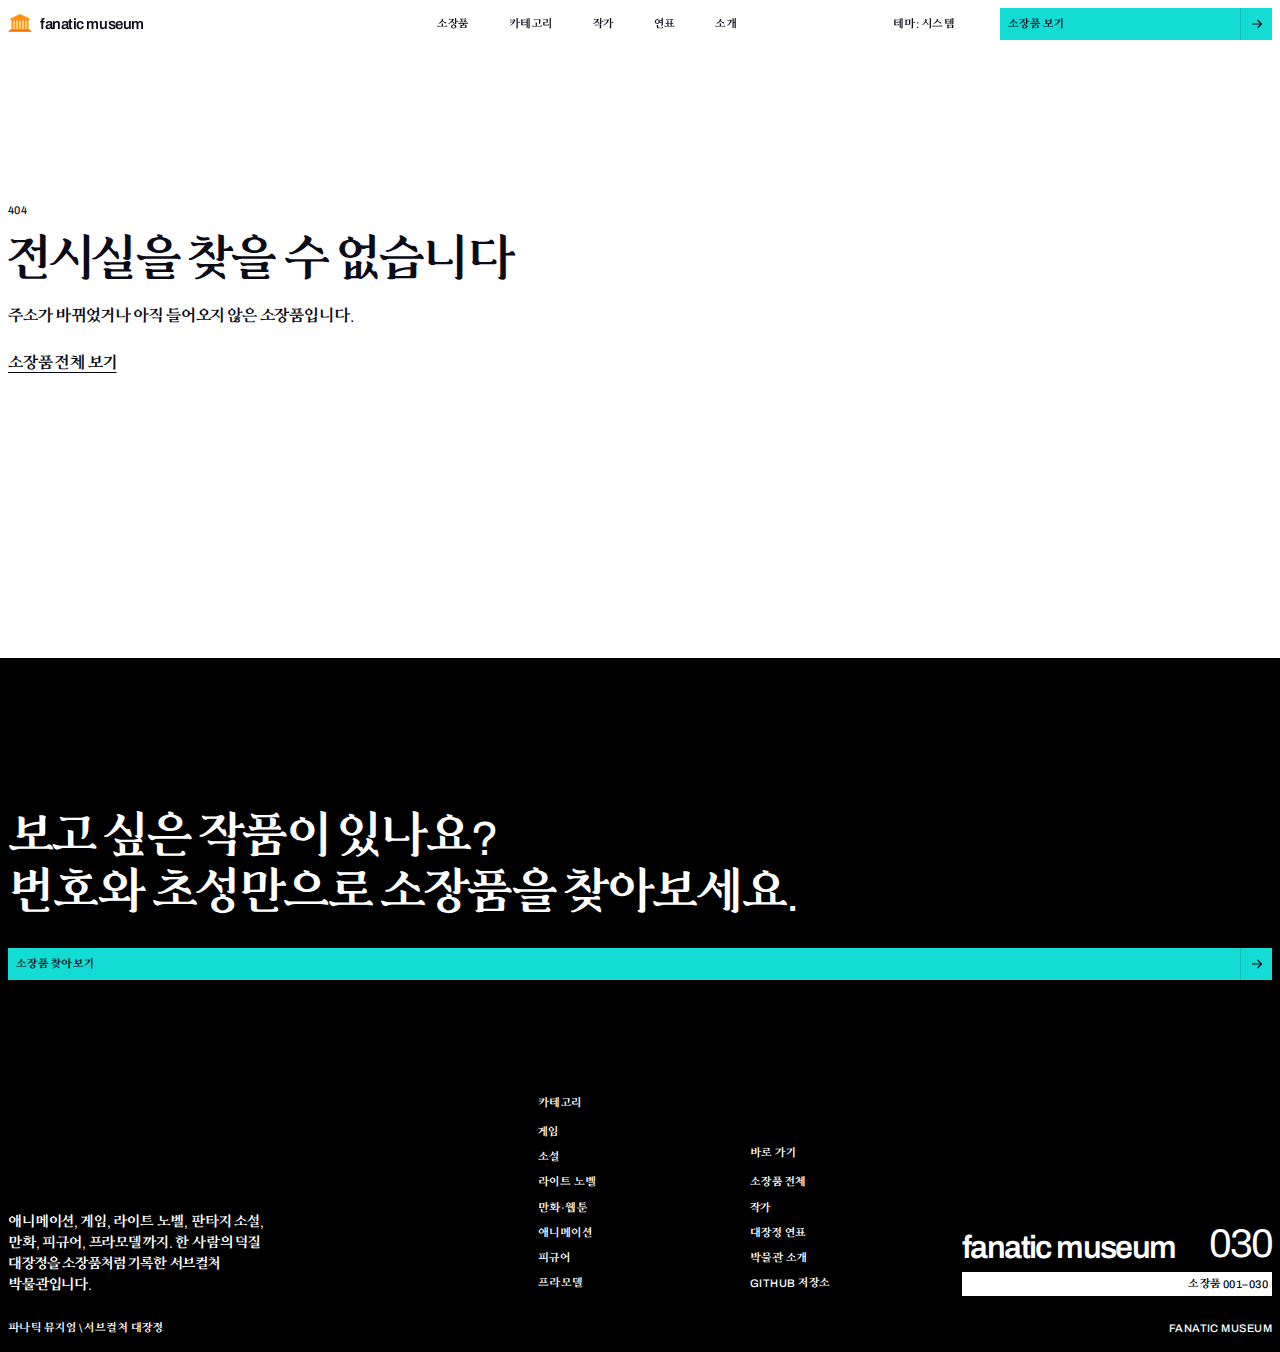 fanatic museum
소장품
카테고리
작가
연표
소개
테마: 시스템
소장품 보기
404
전시실을 찾을 수 없습니다
주소가 바뀌었거나 아직 들어오지 않은 소장품입니다.
소장품 전체 보기
보고 싶은 작품이 있나요?
번호와 초성만으로 소장품을 찾아보세요.
소장품 찾아보기
애니메이션, 게임, 라이트 노벨, 판타지 소설,
만화, 피규어, 프라모델까지. 한 사람의 덕질
대장정을 소장품처럼 기록한 서브컬처
박물관입니다.
카테고리
게임
소설
라이트 노벨
만화·웹툰
애니메이션
피규어
프라모델
바로 가기
소장품 전체
작가
대장정 연표
박물관 소개
GITHUB 저장소
fanatic museum
030
소장품 001–030
파나틱 뮤지엄 \ 서브컬처 대장정
FANATIC MUSEUM